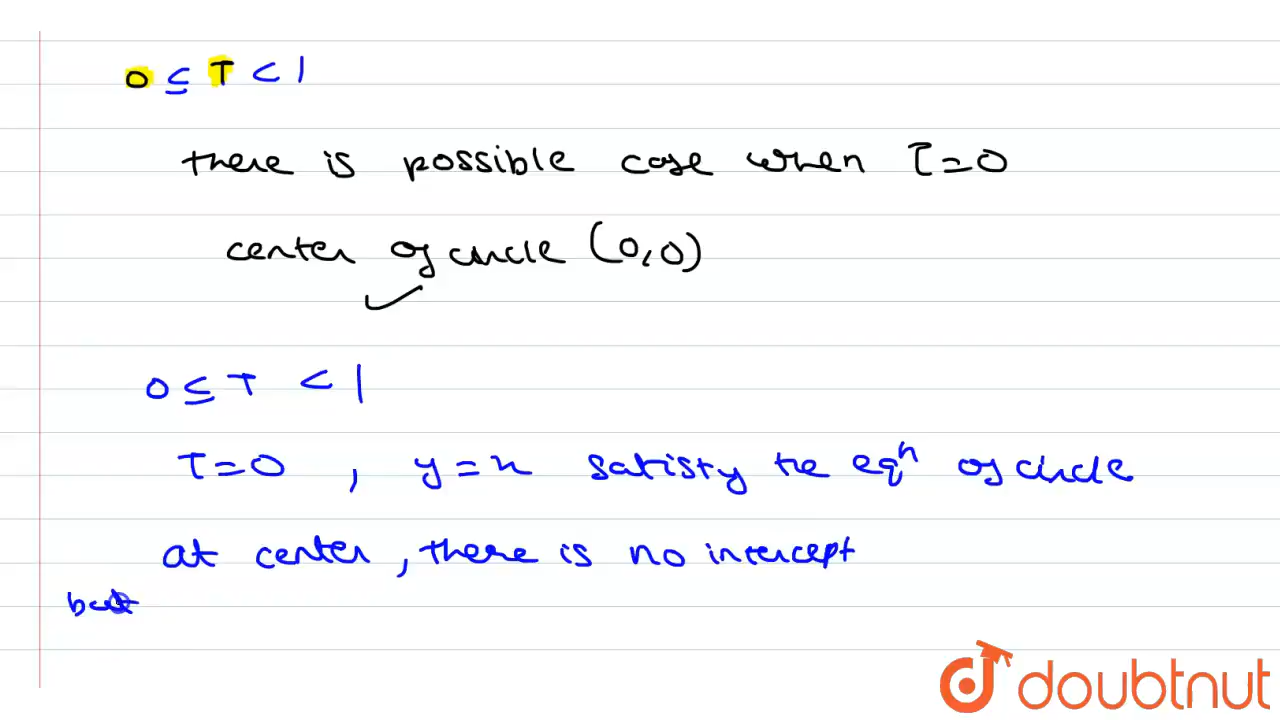 0 ≤ T < 1
there is possible case when T=0
center of circle (0,0)
0 ≤ T < 1
T=0 , y=x satisfy the eqⁿ of circle
at center, there is no intercept
but
doubtnut